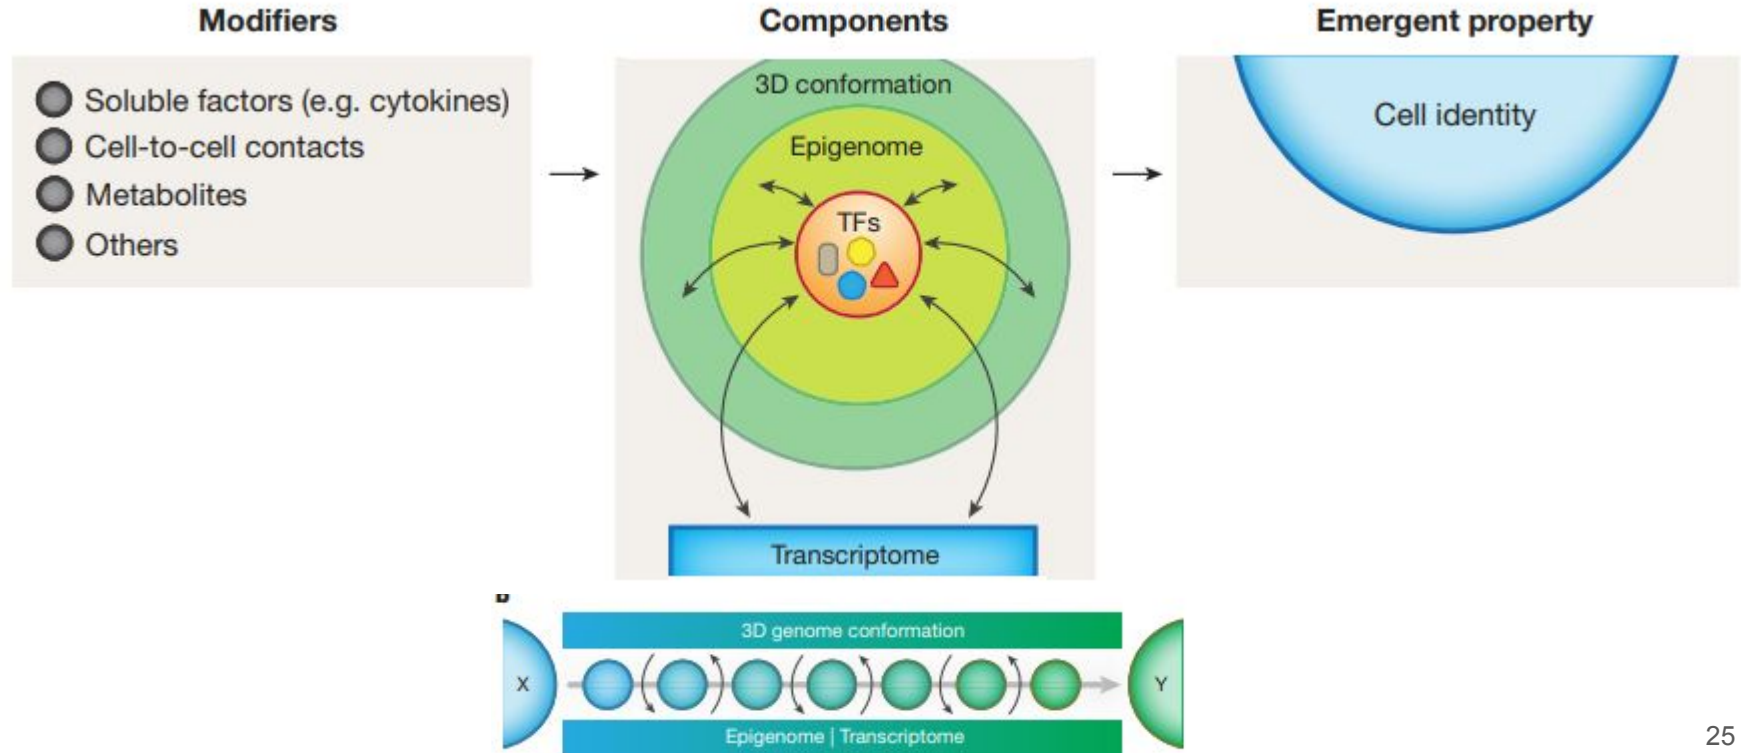 Modifiers
Soluble factors (e.g. cytokines)
Cell-to-cell contacts
Metabolites
Others
Components
3D conformation
Epigenome
TFs
Transcriptome
Emergent property
Cell identity
3D genome conformation
X
Y
Epigenome | Transcriptome
25